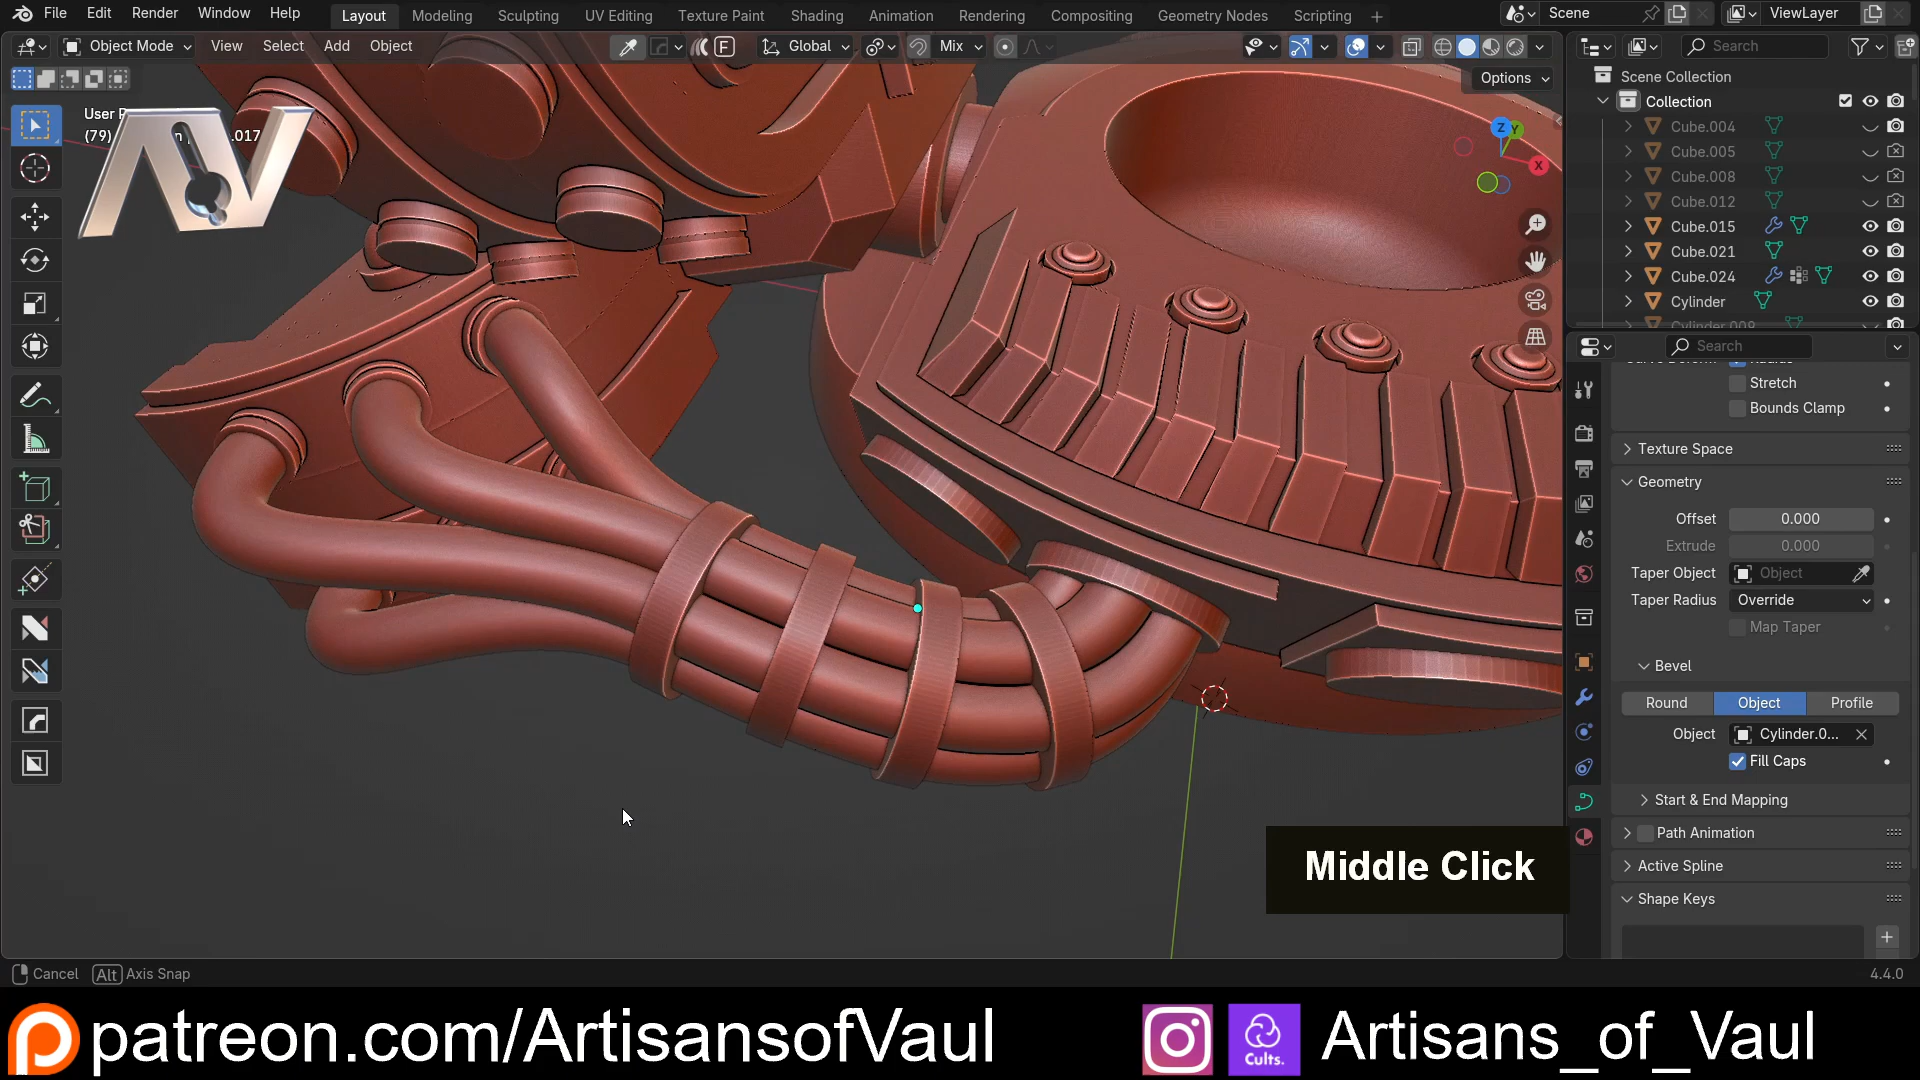 File Edit Render Window Help Layout Modeling Sculpting UV Editing Texture Paint Shading Animation Rendering Compositing Geometry Nodes Scripting + Scene ViewLayer
Object Mode View Select Add Object F Global Mix Search
Options
Scene Collection
Collection
Cube.004
Cube.005
Cube.008
Cube.012
Cube.015
Cube.021
Cube.024
Cylinder
Cylinder.009
(79)
.017
Z Y
X
Search
Stretch
Bounds Clamp
Texture Space
Geometry
Offset 0.000
Extrude 0.000
Taper Object Object
Taper Radius Override
Map Taper
Bevel
Round Object Profile
Object Cylinder.0...
Fill Caps
Start & End Mapping
Path Animation
Active Spline
Shape Keys
+
Middle Click
Cancel Alt Axis Snap 4.4.0
patreon.com/ArtisansofVaul Cults. Artisans_of_Vaul